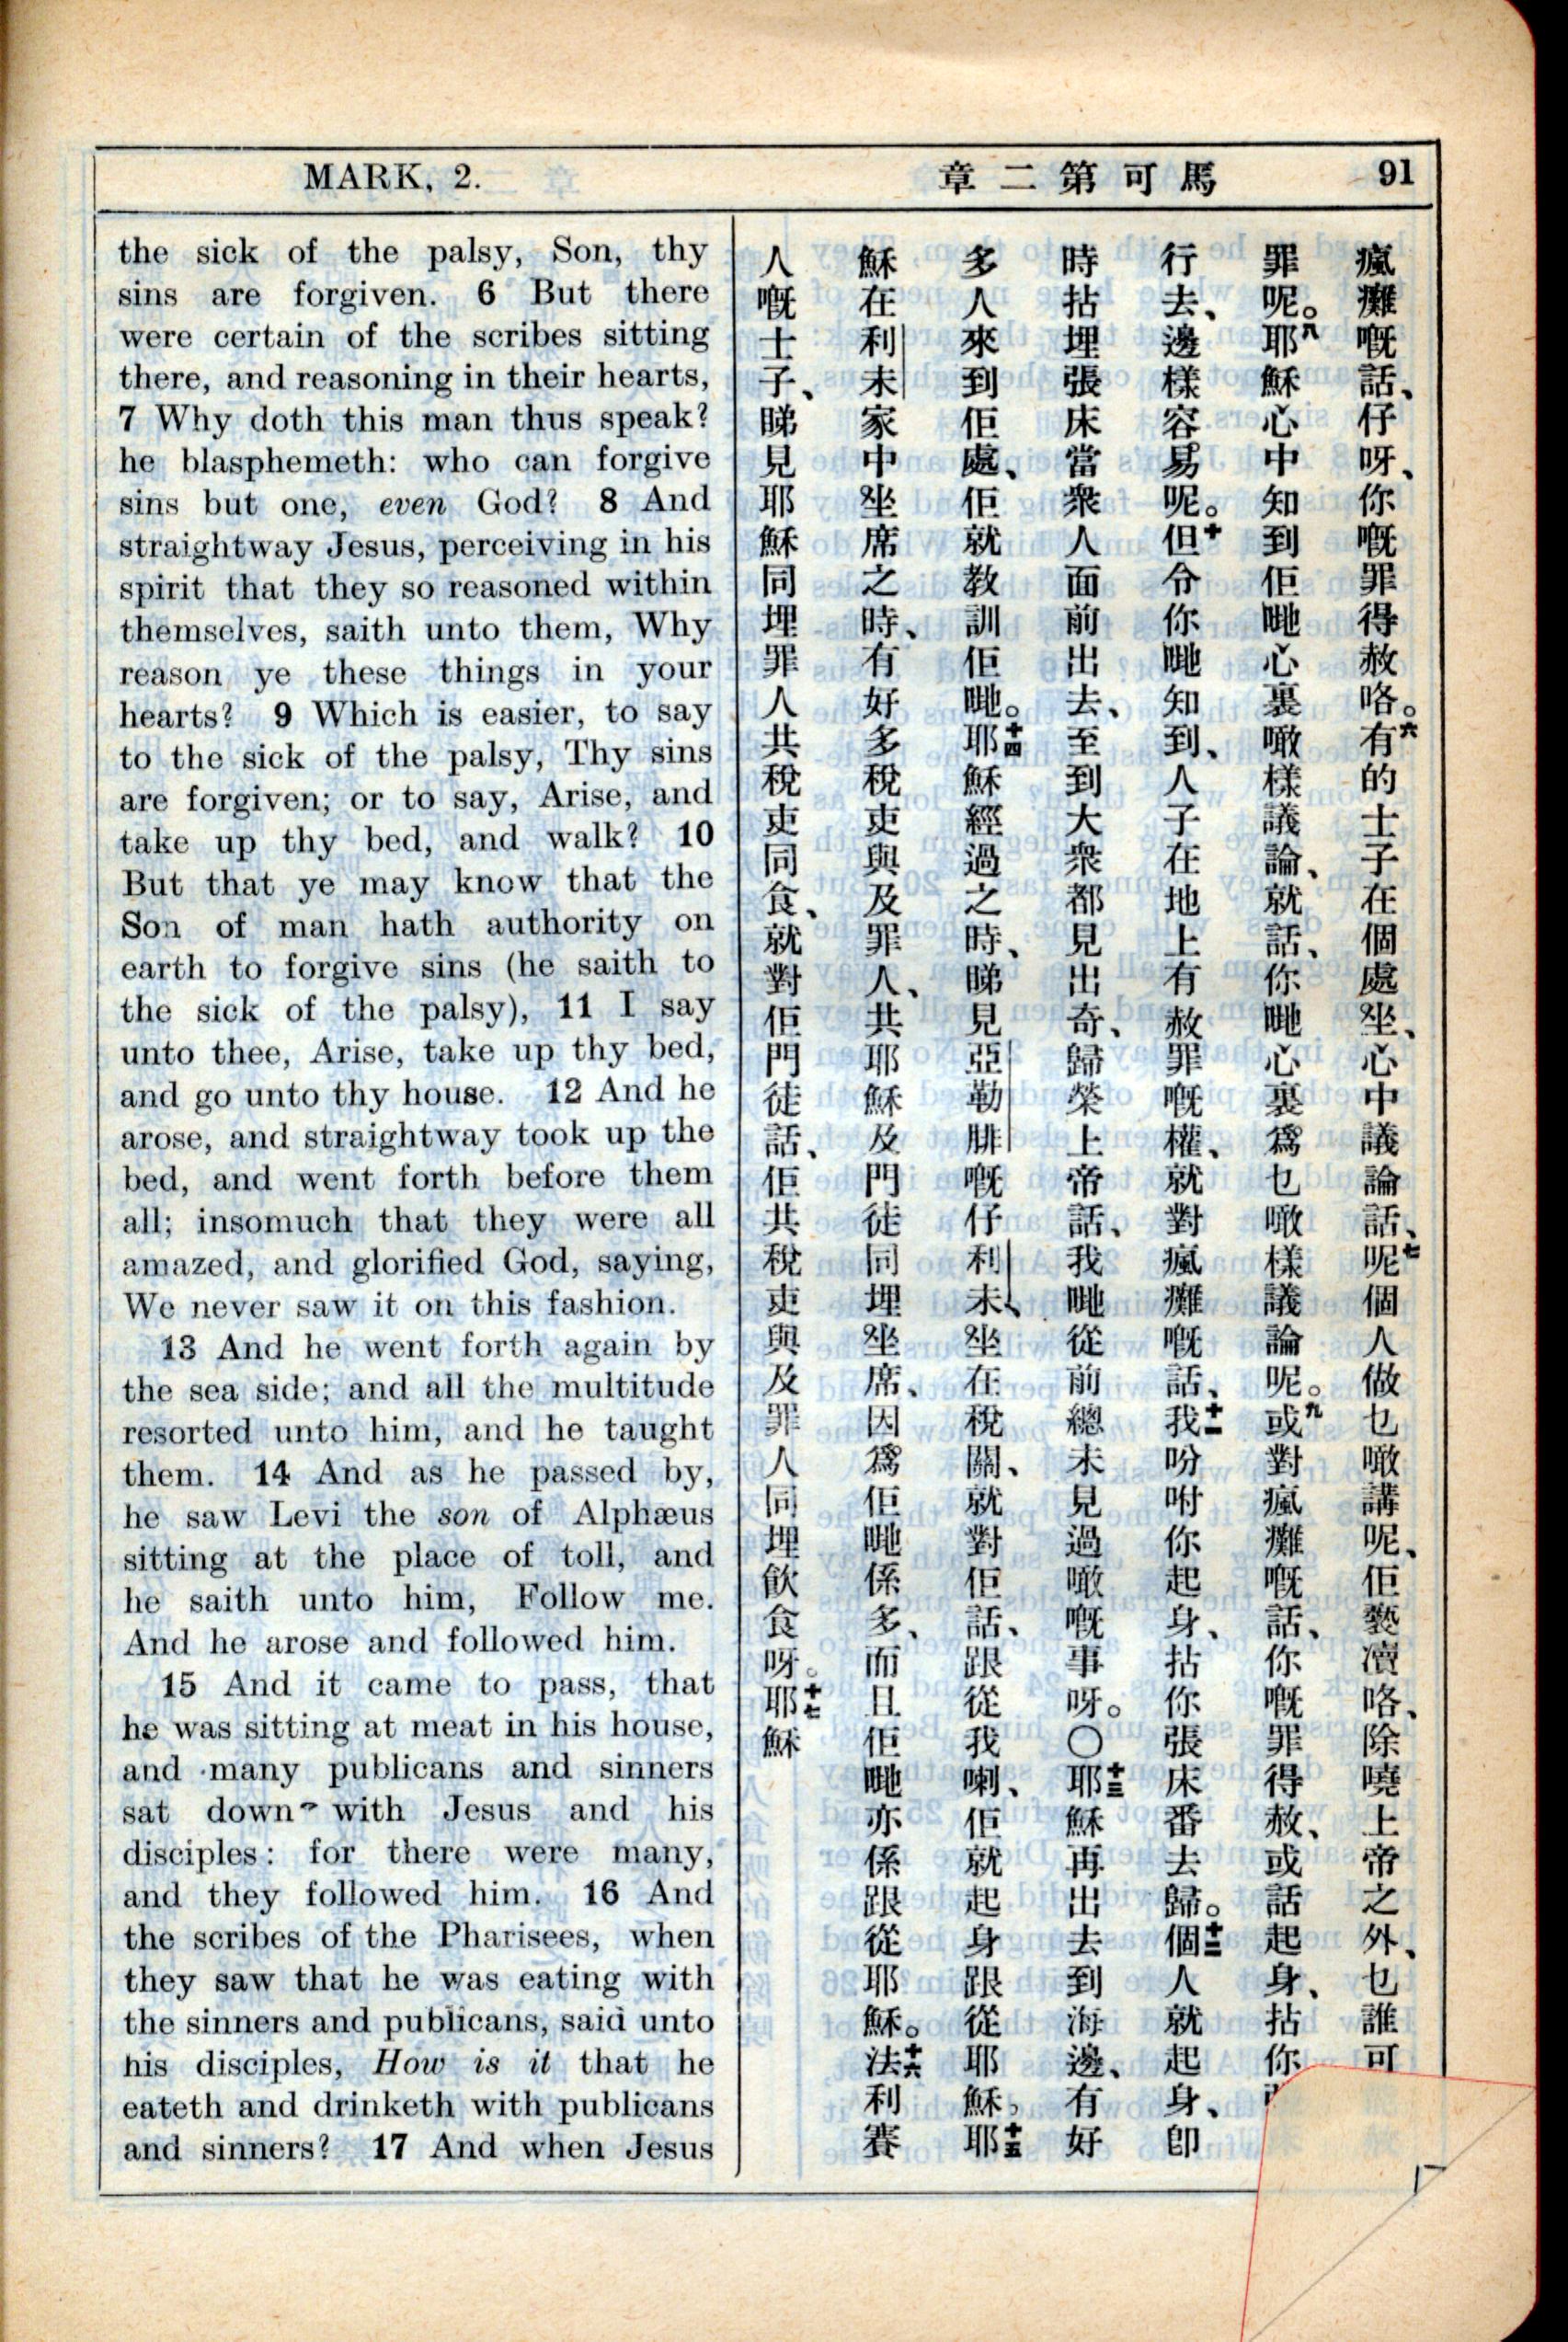 MARK, 2.
馬可第二章
91
the sick of the palsy, Son, thy
sins are forgiven. 6 But there
were certain of the scribes sitting
there, and reasoning in their hearts,
7 Why doth this man thus speak?
he blasphemeth: who can forgive
sins but one, even God? 8 And
straightway Jesus, perceiving in his
spirit that they so reasoned within
themselves, saith unto them, Why
reason ye these things in your
hearts? 9 Which is easier, to say
to the sick of the palsy, Thy sins
are forgiven; or to say, Arise, and
take up thy bed, and walk? 10
But that ye may know that the
Son of man hath authority on
earth to forgive sins (he saith to
the sick of the palsy), 11 I say
unto thee, Arise, take up thy bed,
and go unto thy house. 12 And he
arose, and straightway took up the
bed, and went forth before them
all; insomuch that they were all
amazed, and glorified God, saying,
We never saw it on this fashion.
13 And he went forth again by
the sea side; and all the multitude
resorted unto him, and he taught
them. 14 And as he passed by,
he saw Levi the son of Alphæus
sitting at the place of toll, and
he saith unto him, Follow me.
And he arose and followed him.
15 And it came to pass, that
he was sitting at meat in his house,
and many publicans and sinners
sat down with Jesus and his
disciples: for there were many,
and they followed him. 16 And
the scribes of the Pharisees, when
they saw that he was eating with
the sinners and publicans, said unto
his disciples, How is it that he
eateth and drinketh with publicans
and sinners? 17 And when Jesus
瘋癱嘅話、仔呀、你嘅罪得赦咯。六有的士子在個處坐、心中議論話、七呢個人做乜噉講呢、佢褻瀆咯、除曉上帝之外、乜誰可
罪呢。八耶穌心中知到佢哋心裏噉樣議論、就話、你哋心裏爲乜噉樣議論呢。九或對瘋癱嘅話、你嘅罪得赦、或話起身、拈你
行去、邊樣容易呢。十但令你哋知到、人子在地上有赦罪嘅權、就對瘋癱嘅話、十一我吩咐你起身、拈你張床番去歸。十二個人就起身、卽
時拈埋張床當衆人面前出去、至到大衆都見出奇、歸榮上帝話、我哋從前總未見過噉嘅事呀。〇十三耶穌再出去到海邊、有好
多人來到佢處、佢就教訓佢哋。十四耶穌經過之時、睇見亞勒腓嘅仔利未、坐在稅關、就對佢話、跟從我喇、佢就起身跟從耶穌。十五耶
穌在利未家中坐席之時、有好多稅吏與及罪人、共耶穌及門徒同埋坐席、因爲佢哋係多、而且佢哋亦係跟從耶穌。十六法利賽
人嘅士子、睇見耶穌同埋罪人共稅吏同食、就對佢門徒話、佢共稅吏與及罪人同埋飲食呀。十七耶穌